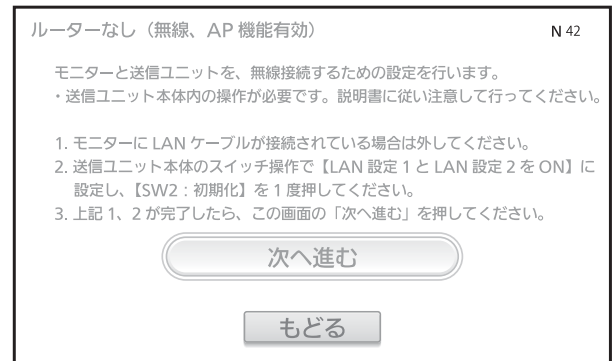 ルーターなし（無線、AP 機能有効）
N 42
モニターと送信ユニットを、無線接続するための設定を行います。
・送信ユニット本体内の操作が必要です。説明書に従い注意して行ってください。
1. モニターに LAN ケーブルが接続されている場合は外してください。
2. 送信ユニット本体のスイッチ操作で【LAN 設定 1 と LAN 設定 2 を ON】に
設定し、【SW2：初期化】を 1 度押してください。
3. 上記 1、2 が完了したら、この画面の「次へ進む」を押してください。
次へ進む
もどる